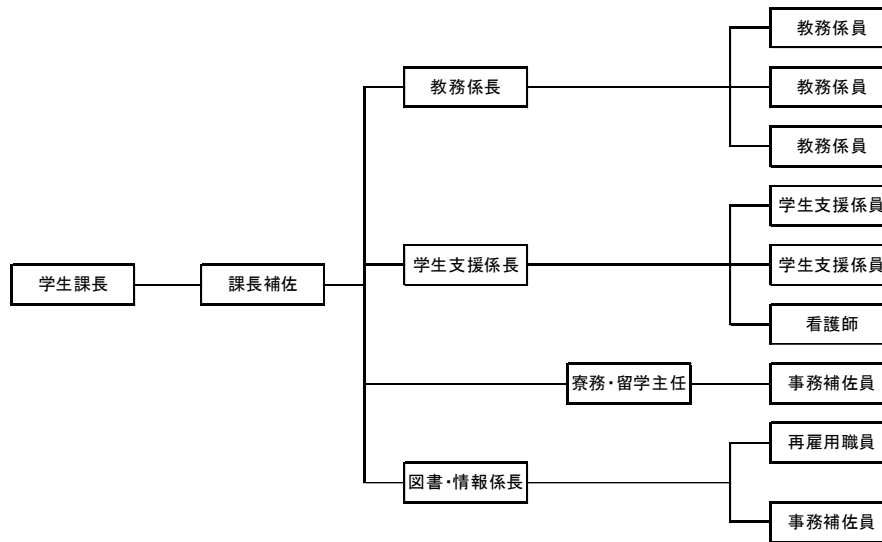 教務係員
教務係長
教務係員
教務係員
学生支援係員
学生課長
課長補佐
学生支援係長
学生支援係員
看護師
寮務・留学主任
事務補佐員
再雇用職員
図書・情報係長
事務補佐員